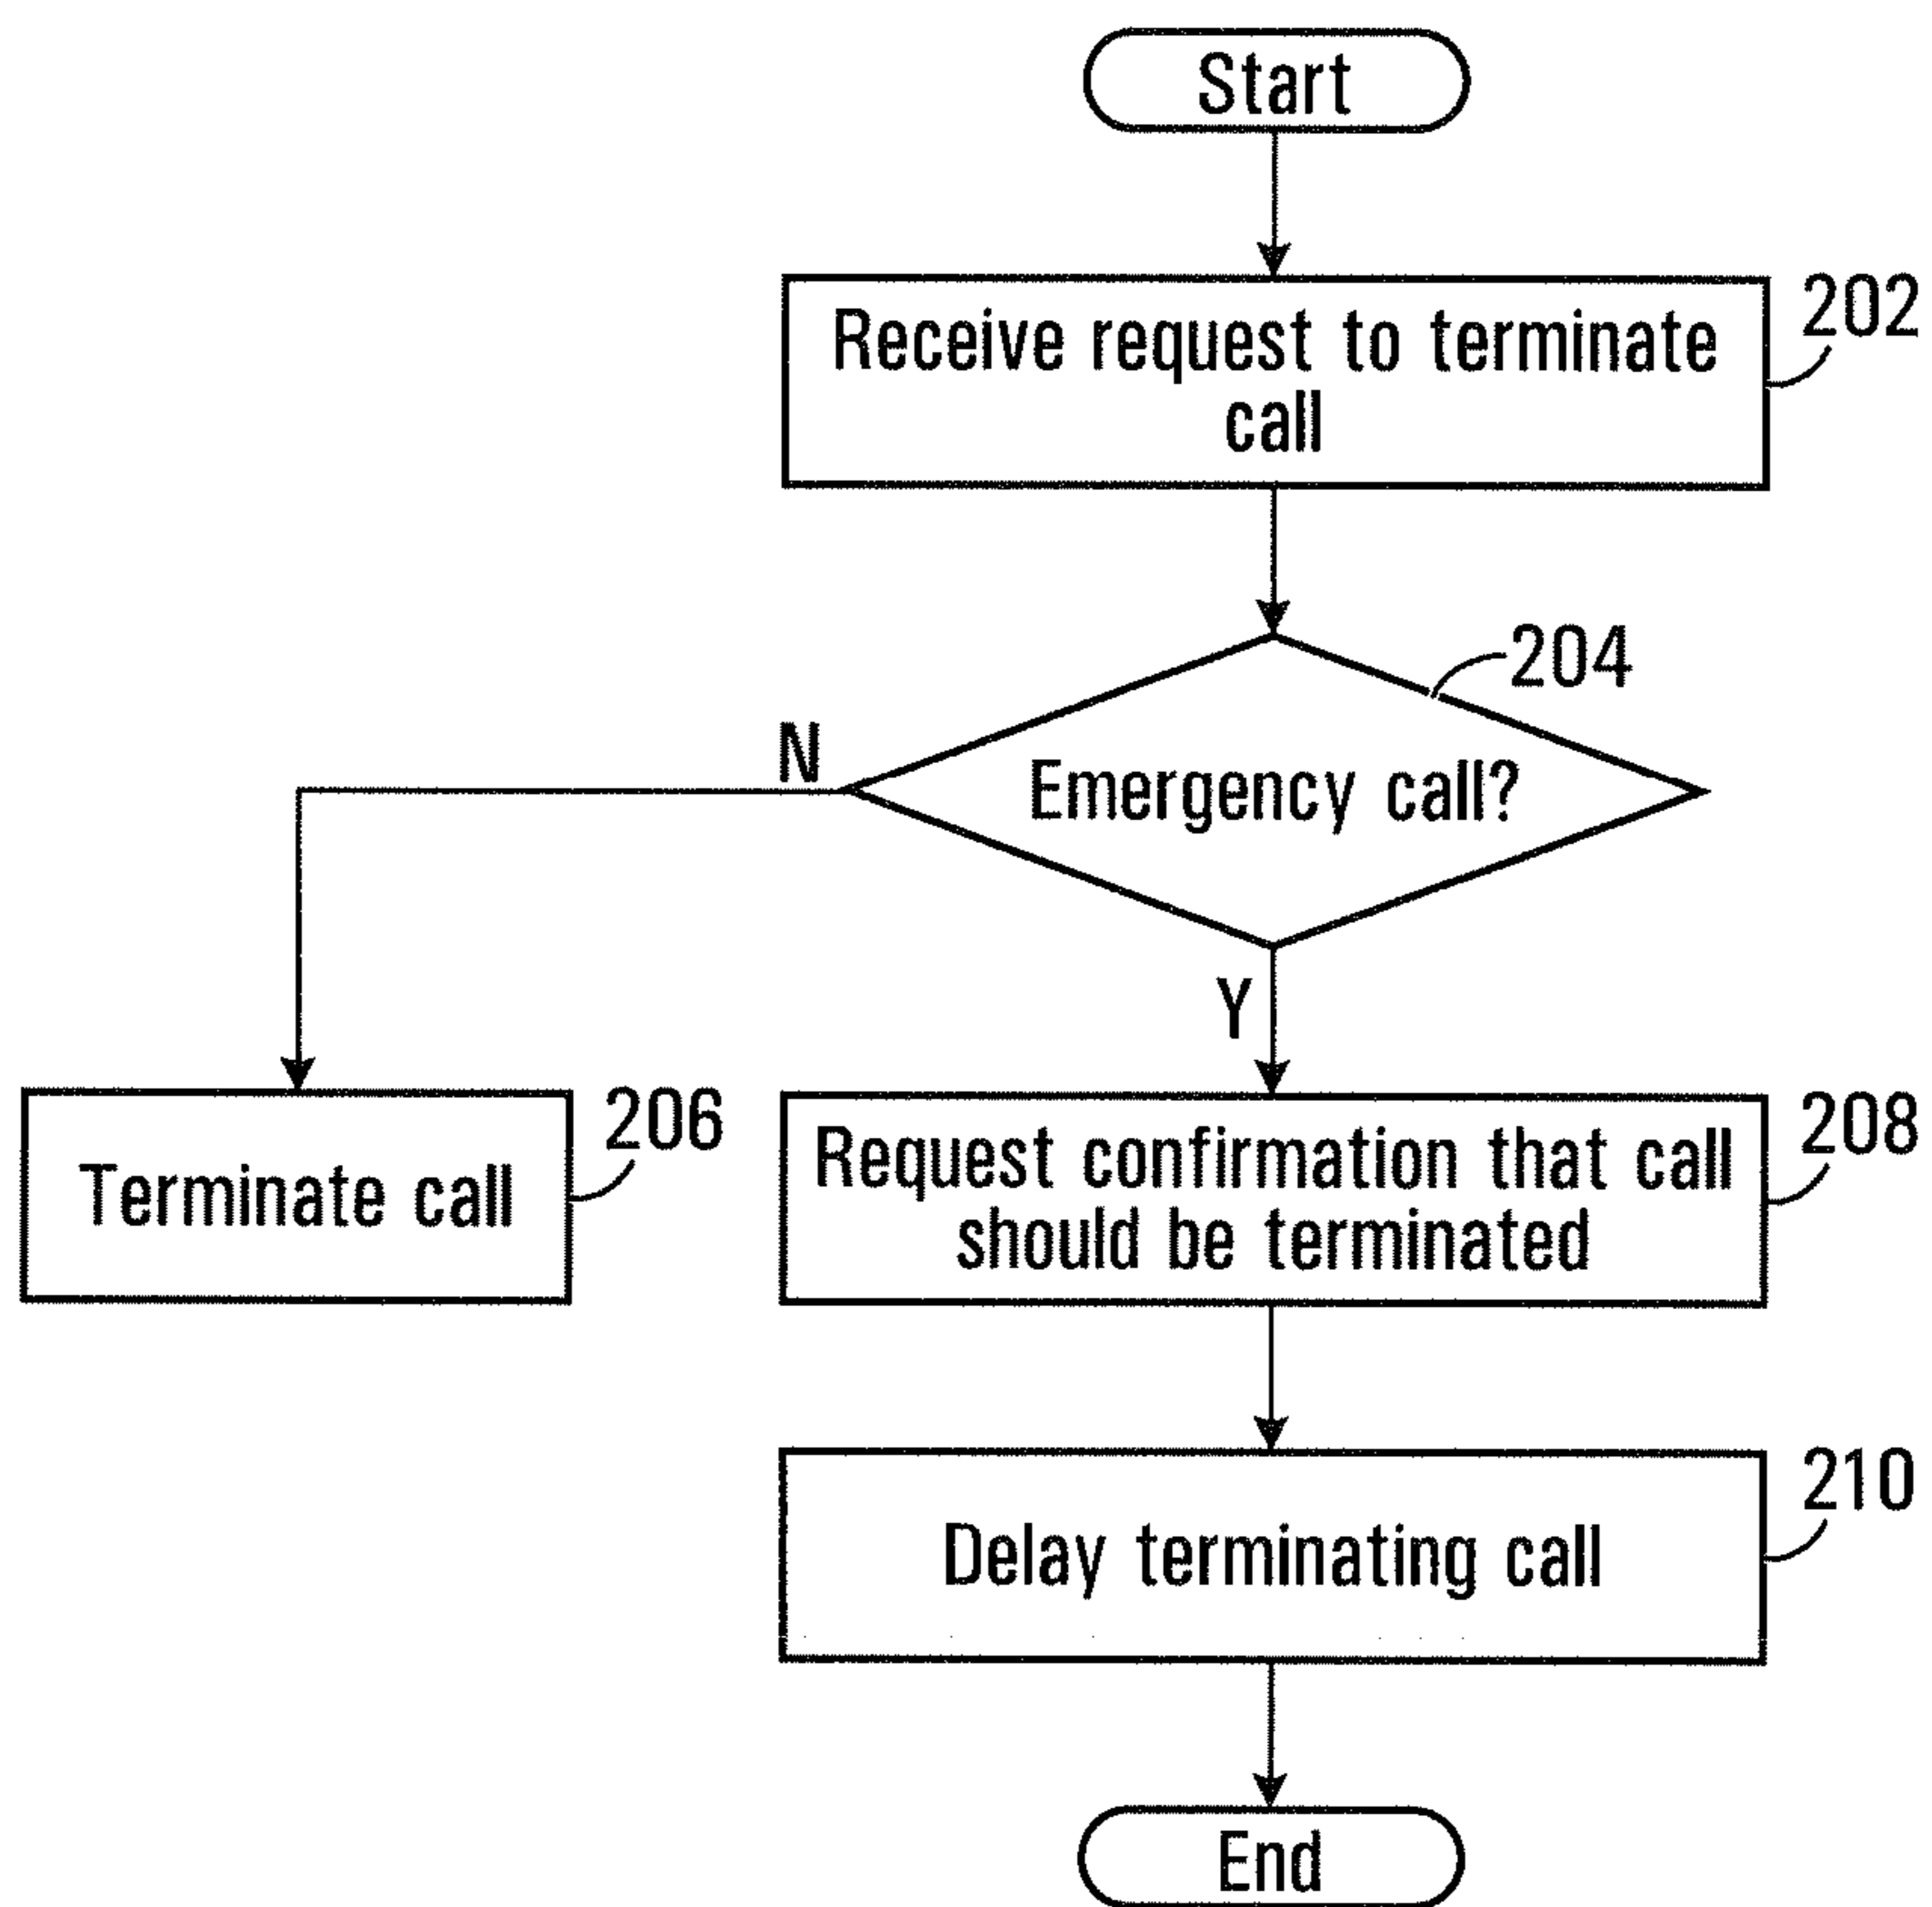 Start
Receive request to terminate
call
202
204
Emergency call?
N
Y
Terminate call
206
Request confirmation that call
should be terminated
208
Delay terminating call
210
End